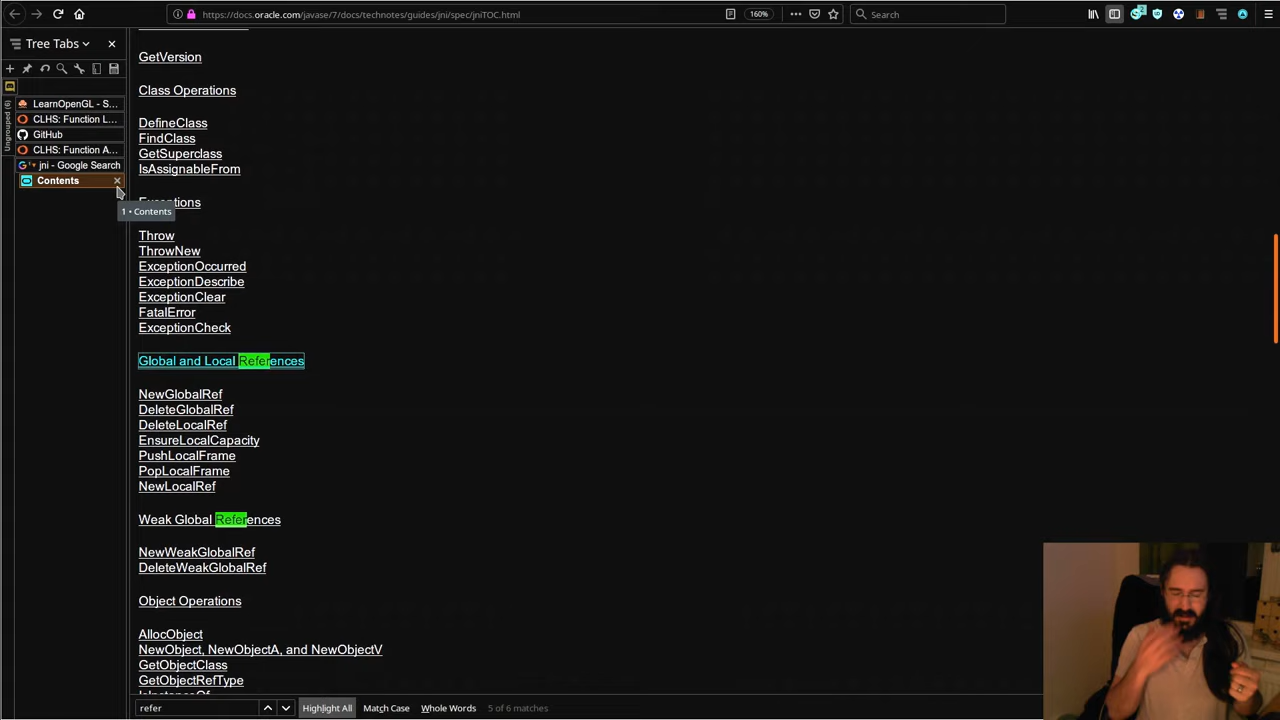 https://docs.oracle.com/javase/7/docs/technotes/guides/jni/spec/jniTOC.html
160%
Search
Tree Tabs
Ungrouped (6)
LearnOpenGL - S...
CLHS: Function L...
GitHub
CLHS: Function A...
jni - Google Search
Contents
1 • Contents
GetVersion
Class Operations
DefineClass
FindClass
GetSuperclass
IsAssignableFrom
Exceptions
Throw
ThrowNew
ExceptionOccurred
ExceptionDescribe
ExceptionClear
FatalError
ExceptionCheck
Global and Local References
NewGlobalRef
DeleteGlobalRef
DeleteLocalRef
EnsureLocalCapacity
PushLocalFrame
PopLocalFrame
NewLocalRef
Weak Global References
NewWeakGlobalRef
DeleteWeakGlobalRef
Object Operations
AllocObject
NewObject, NewObjectA, and NewObjectV
GetObjectClass
GetObjectRefType
IsInstanceOf
refer
Highlight All
Match Case
Whole Words
5 of 6 matches